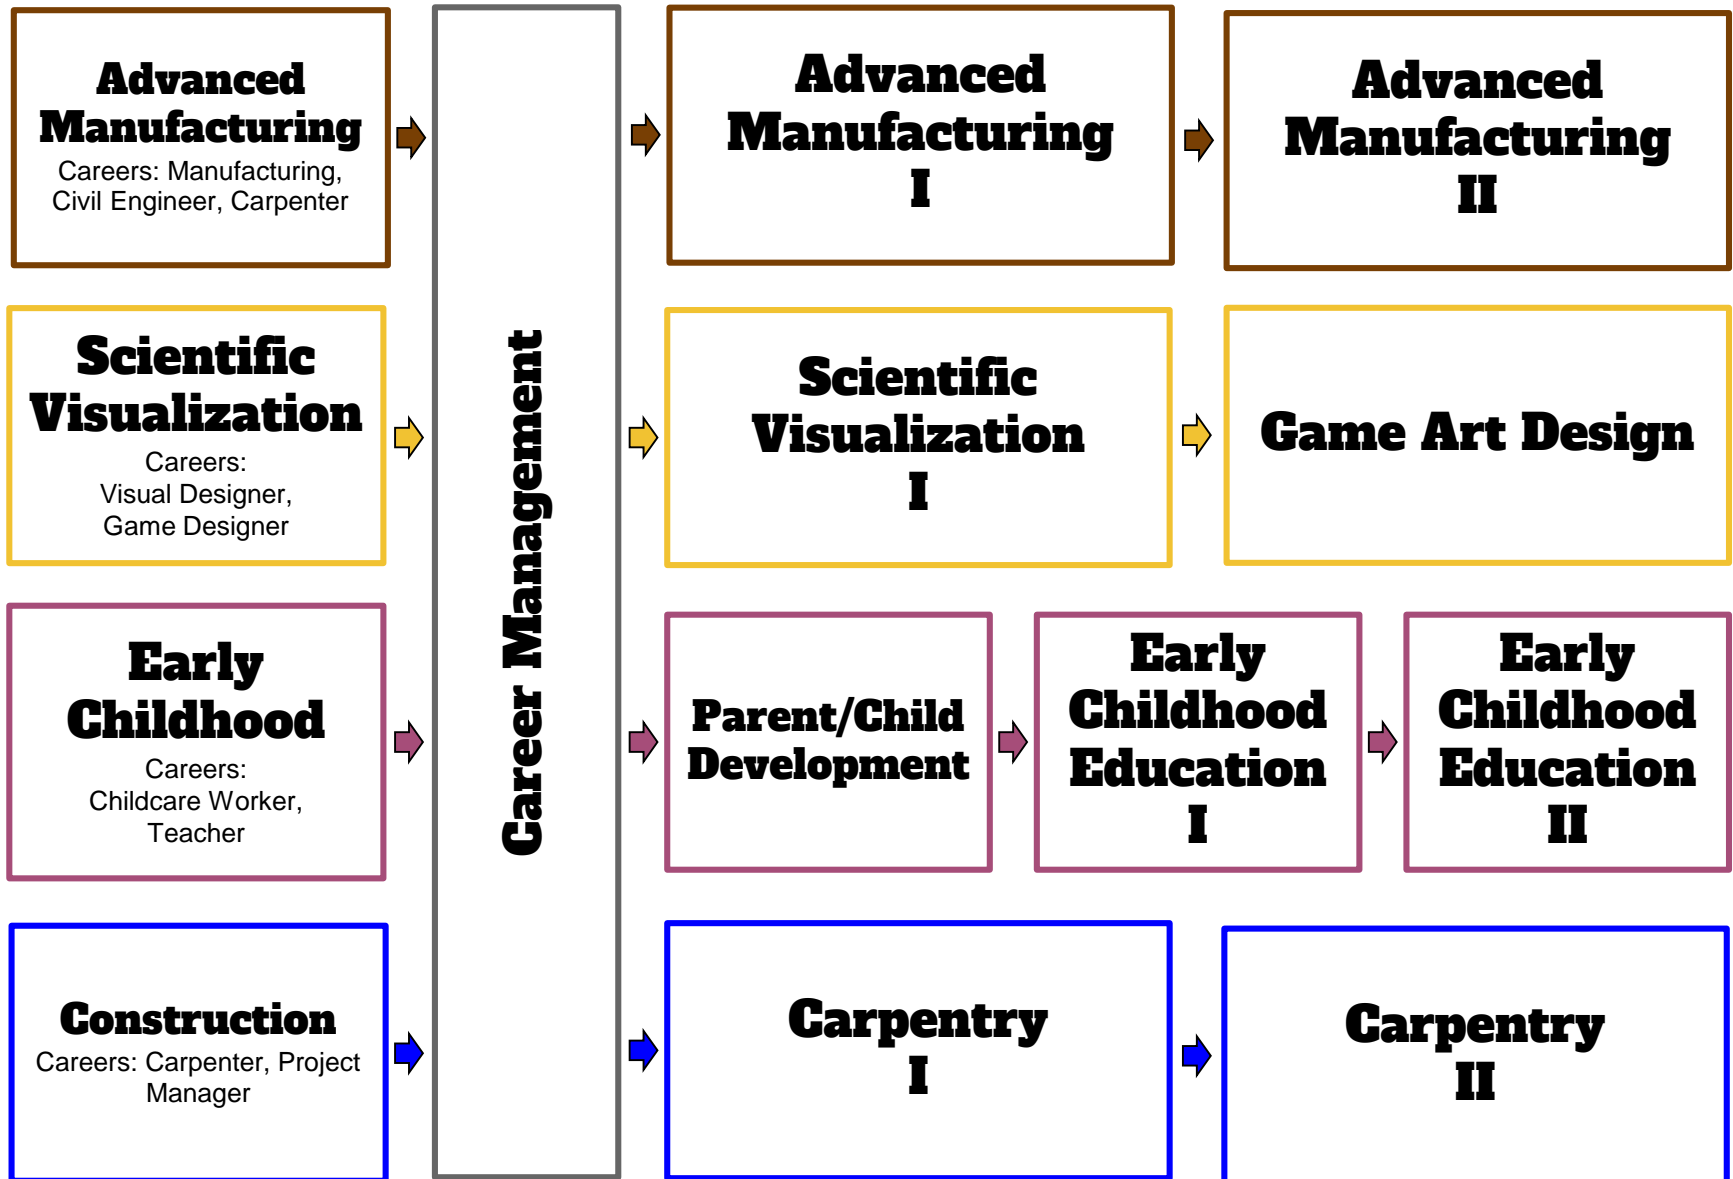 Advanced
Manufacturing
Careers: Manufacturing,
Civil Engineer, Carpenter
Career Management
Advanced
Manufacturing
I
Advanced
Manufacturing
II
Scientific
Visualization
Careers:
Visual Designer,
Game Designer
Scientific
Visualization
I
Game Art Design
Early
Childhood
Careers:
Childcare Worker,
Teacher
Parent/Child
Development
Early
Childhood
Education
I
Early
Childhood
Education
II
Construction
Careers: Carpenter, Project
Manager
Carpentry
I
Carpentry
II